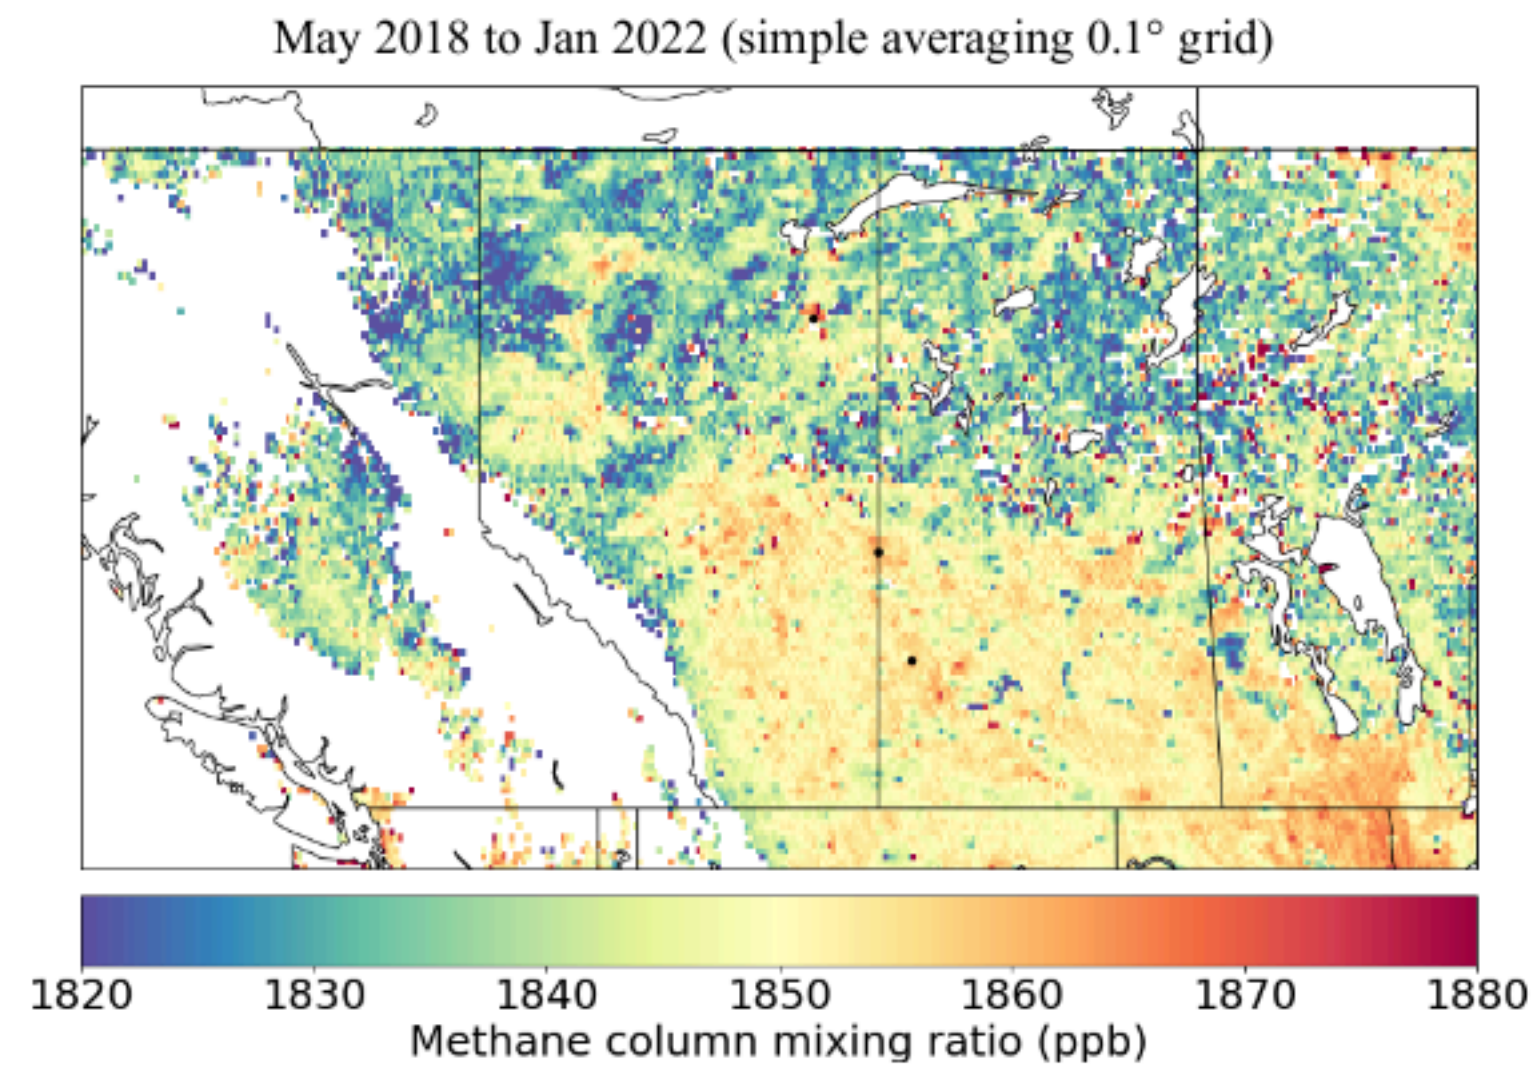 May 2018 to Jan 2022 (simple averaging 0.1° grid)
1820 1830 1840 1850 1860 1870 1880
Methane column mixing ratio (ppb)